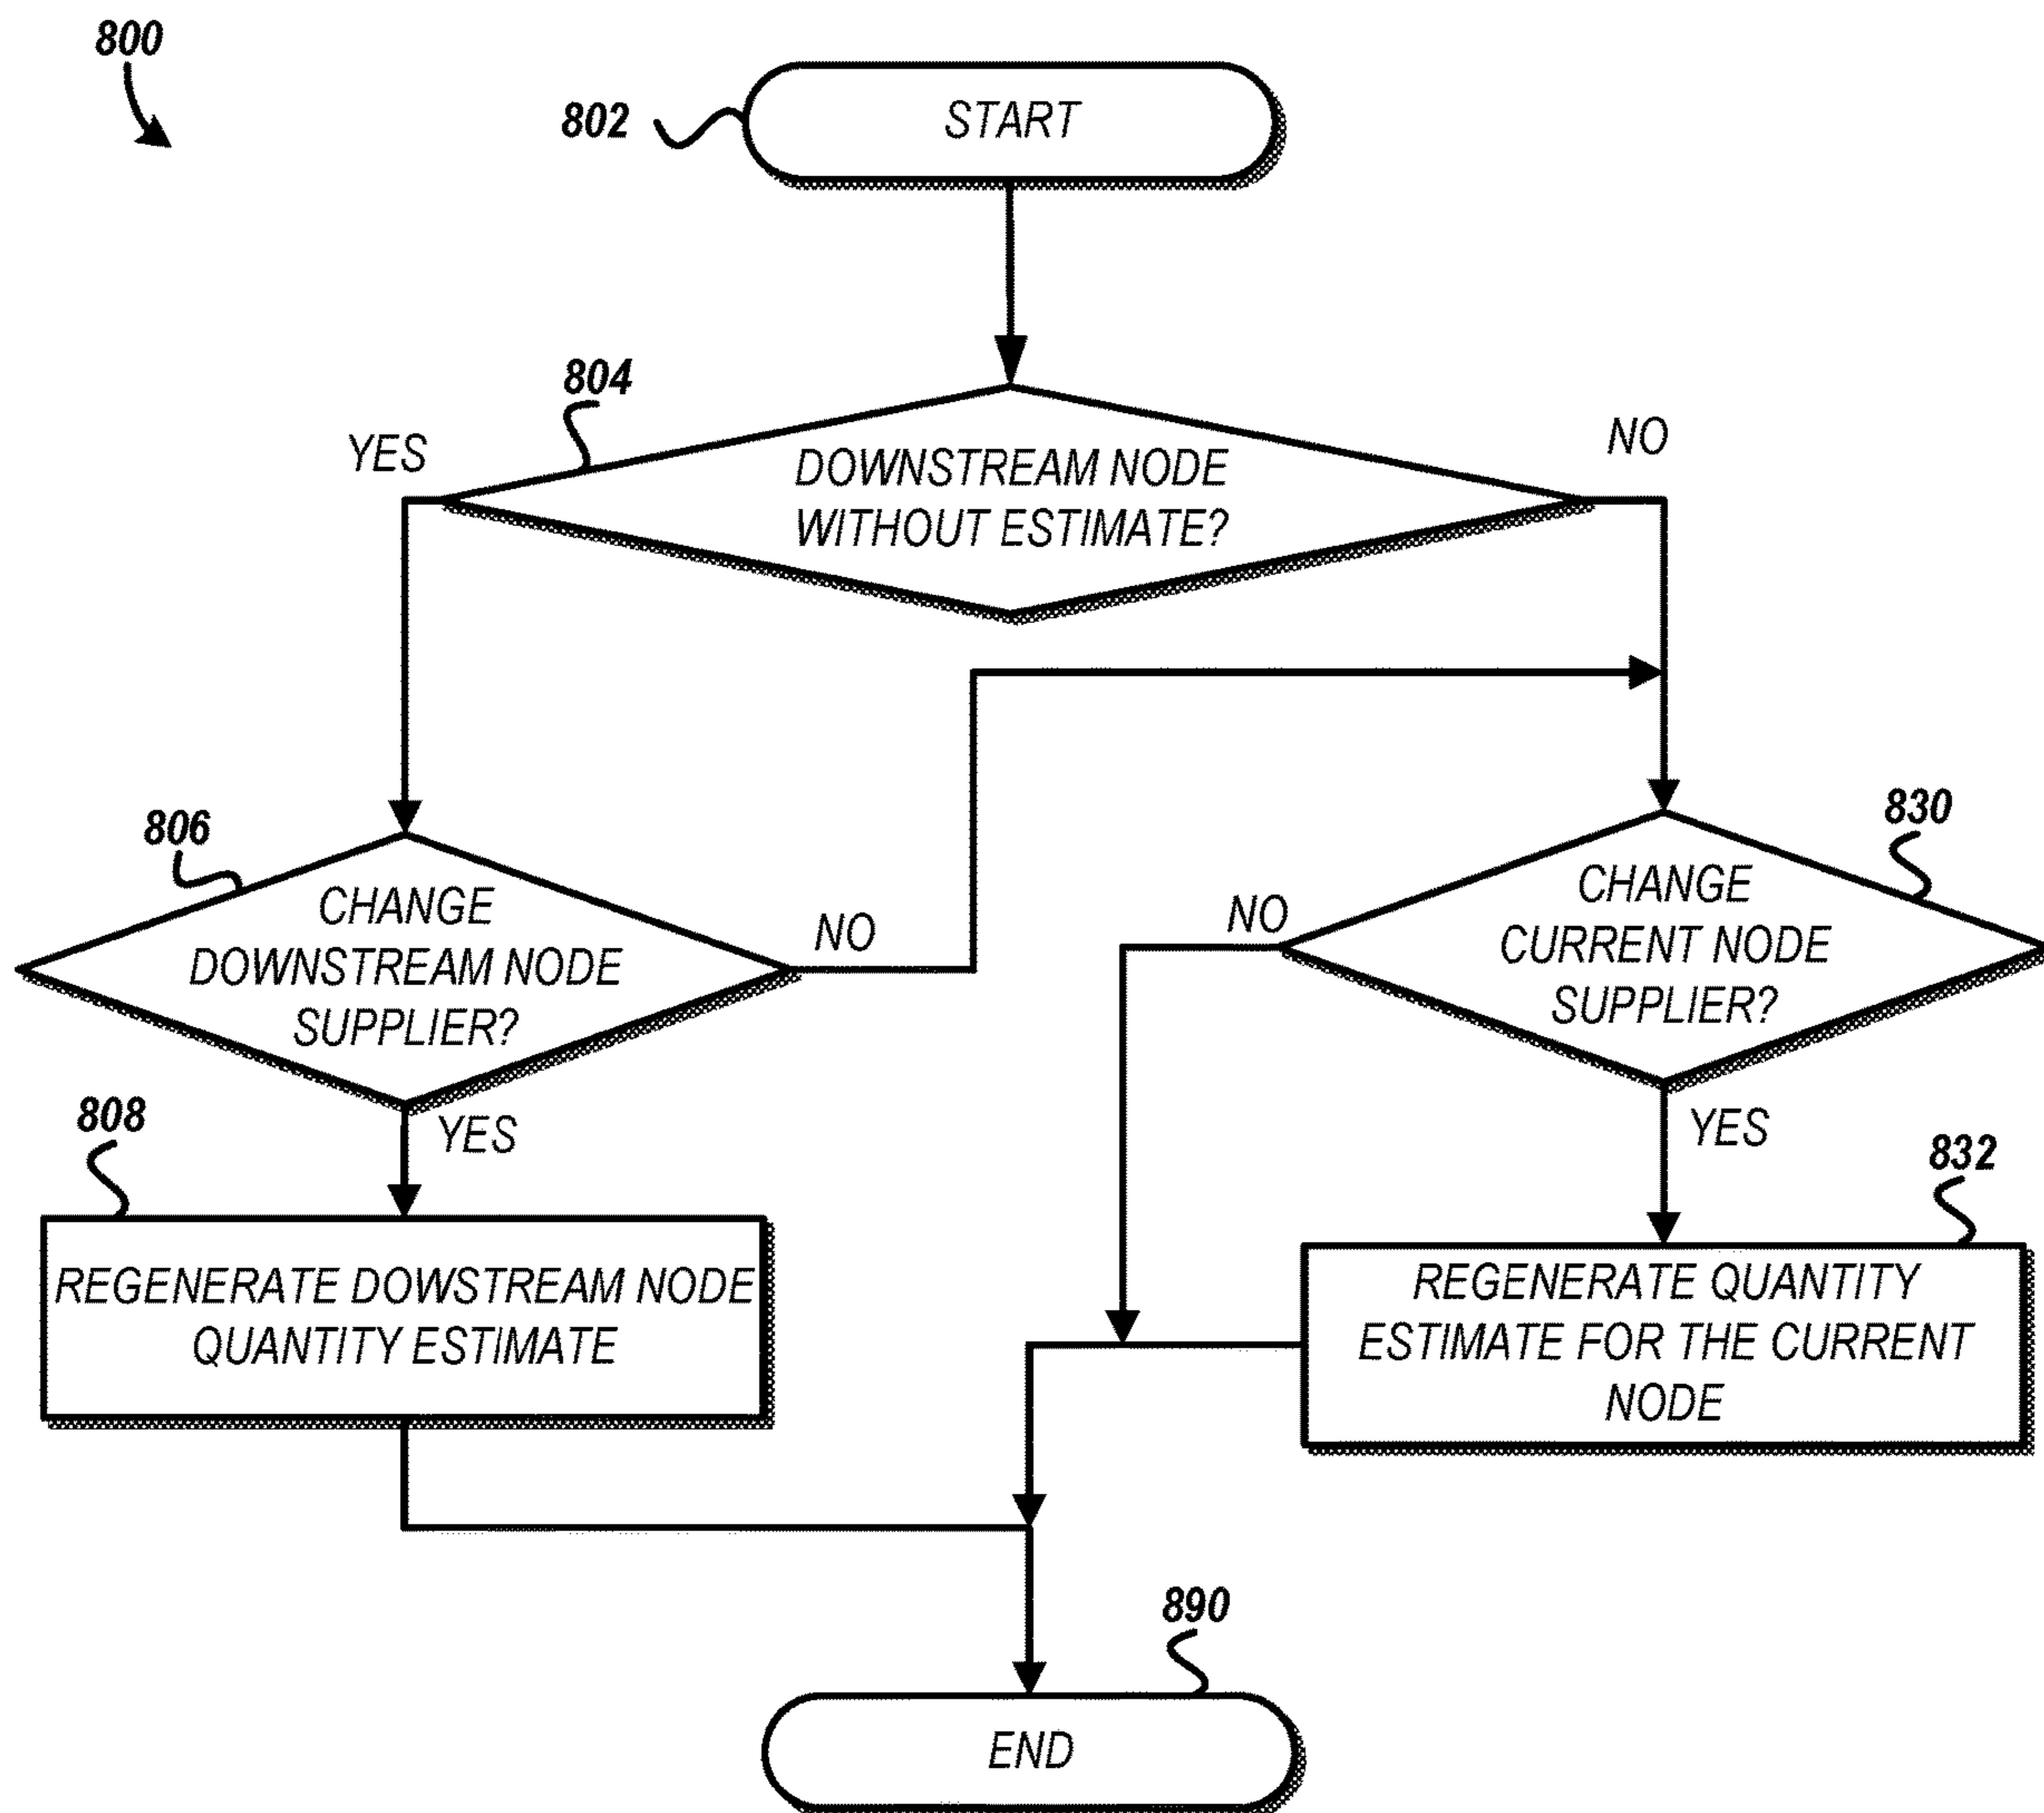 800
802
START
804
YES
NO
DOWNSTREAM NODE
WITHOUT ESTIMATE?
806
830
CHANGE
DOWNSTREAM NODE
SUPPLIER?
NO
NO
CHANGE
CURRENT NODE
SUPPLIER?
808
YES
YES
832
REGENERATE DOWSTREAM NODE
QUANTITY ESTIMATE
REGENERATE QUANTITY
ESTIMATE FOR THE CURRENT
NODE
890
END